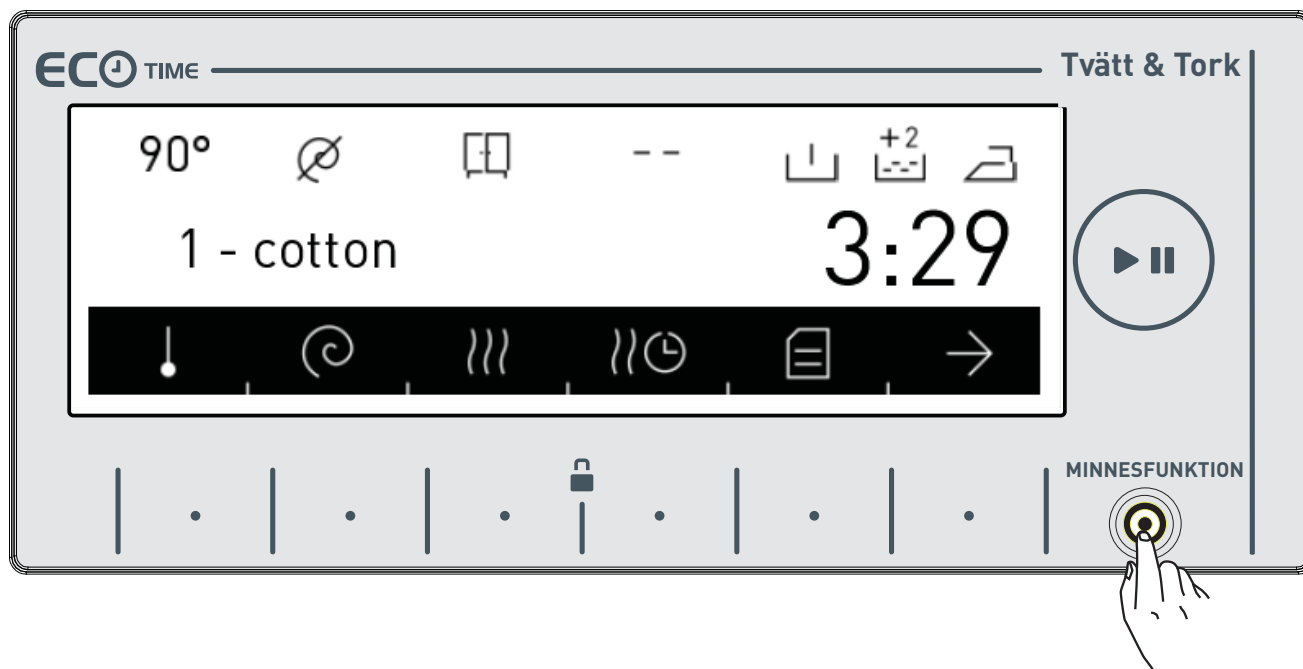 ECO TIME
Tvätt & Tork
90° -- +2
1 - cotton 3:29
MINNESFUNKTION